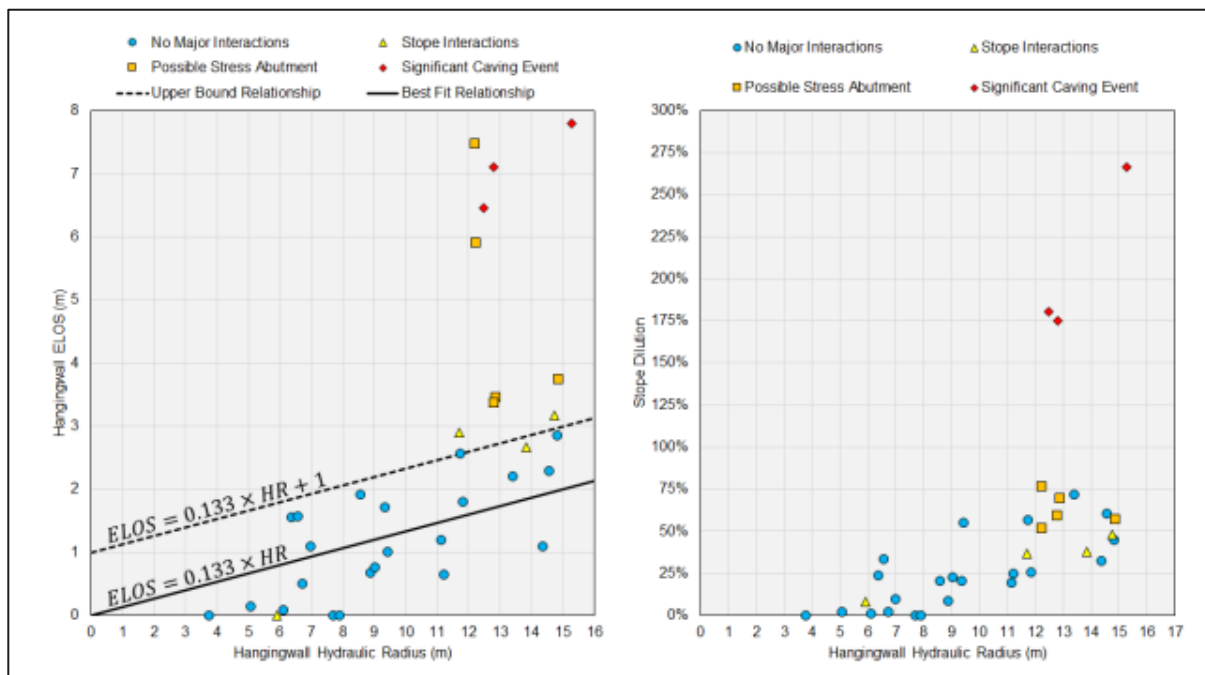 No Major Interactions
Stope Interactions
Possible Stress Abutment
Significant Caving Event
Upper Bound Relationship
Best Fit Relationship
8
7
6
5
4
3
2
1
0
Hangingwall ELOS (m)
ELOS = 0.133 × HR + 1
ELOS = 0.133 × HR
0 1 2 3 4 5 6 7 8 9 10 11 12 13 14 15 16
Hangingwall Hydraulic Radius (m)
No Major Interactions
Stope Interactions
Possible Stress Abutment
Significant Caving Event
300%
275%
250%
225%
200%
175%
150%
125%
100%
75%
50%
25%
0%
Stope Dilution
0 1 2 3 4 5 6 7 8 9 10 11 12 13 14 15 16 17
Hangingwall Hydraulic Radius (m)